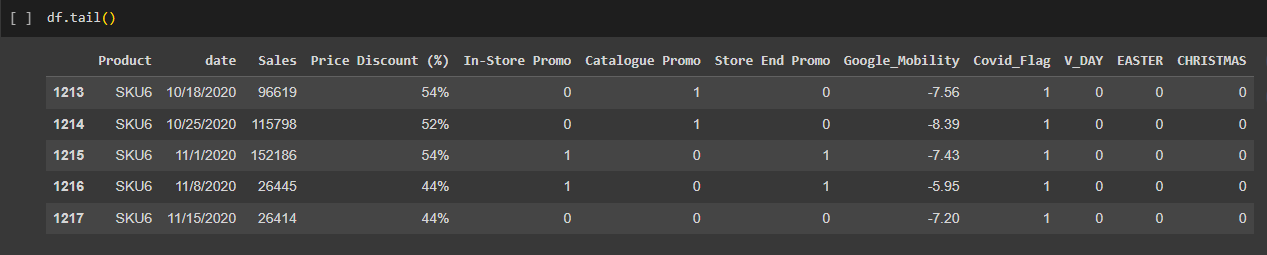 [ ] df.tail()
Product date Sales Price Discount (%) In-Store Promo Catalogue Promo Store End Promo Google_Mobility Covid_Flag V_DAY EASTER CHRISTMAS
1213 SKU6 10/18/2020 96619 54% 0 1 0 -7.56 1 0 0 0
1214 SKU6 10/25/2020 115798 52% 0 1 0 -8.39 1 0 0 0
1215 SKU6 11/1/2020 152186 54% 1 0 1 -7.43 1 0 0 0
1216 SKU6 11/8/2020 26445 44% 1 0 1 -5.95 1 0 0 0
1217 SKU6 11/15/2020 26414 44% 0 0 0 -7.20 1 0 0 0